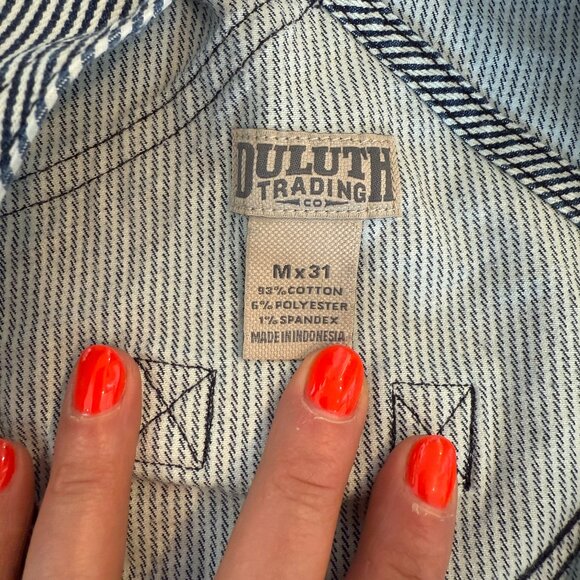 DULUTH
TRADING
CO
M x 31
93% COTTON
6% POLYESTER
1% SPANDEX
MADE IN INDONESIA